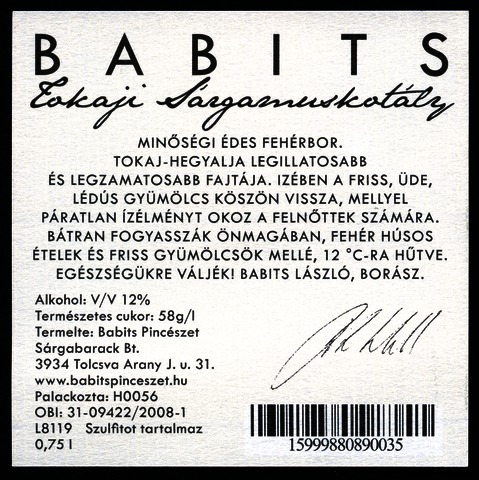 BABITS
Tokaji Sárgamuskotály
MINŐSÉGI ÉDES FEHÉRBOR.
TOKAJ-HEGYALJA LEGILLATOSABB
ÉS LEGZAMATOSABB FAJTÁJA. IZÉBEN A FRISS, ÜDE,
LÉDÚS GYÜMÖLCS KÖSZÖN VISSZA, MELLYEL
PÁRATLAN ÍZÉLMÉNYT OKOZ A FELNŐTTEK SZÁMÁRA.
BÁTRAN FOGYASSZÁK ÖNMAGÁBAN, FEHÉR HÚSOS
ÉTELEK ÉS FRISS GYÜMÖLCSÖK MELLÉ, 12 °C-RA HŰTVE.
EGÉSZSÉGÜKRE VÁLJÉK! BABITS LÁSZLÓ, BORÁSZ.
Alkohol: V/V 12%
Természetes cukor: 58g/l
Termelte: Babits Pincészet
Sárgabarack Bt.
3934 Tolcsva Arany J. u. 31.
www.babitspinceszet.hu
Palackozta: H0056
OBI: 31-09422/2008-1
L8119 Szulfitot tartalmaz
0,75 l
15999880890035